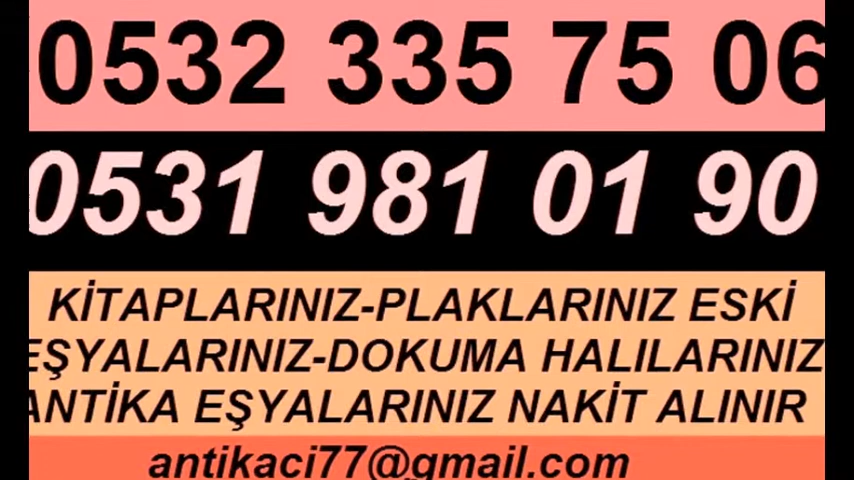 0532 335 75 06
0531 981 01 90
KİTAPLARINIZ-PLAKLARINIZ ESKİ
EŞYALARINIZ-DOKUMA HALILARINIZ
ANTİKA EŞYALARINIZ NAKİT ALINIR
antikaci77@gmail.com